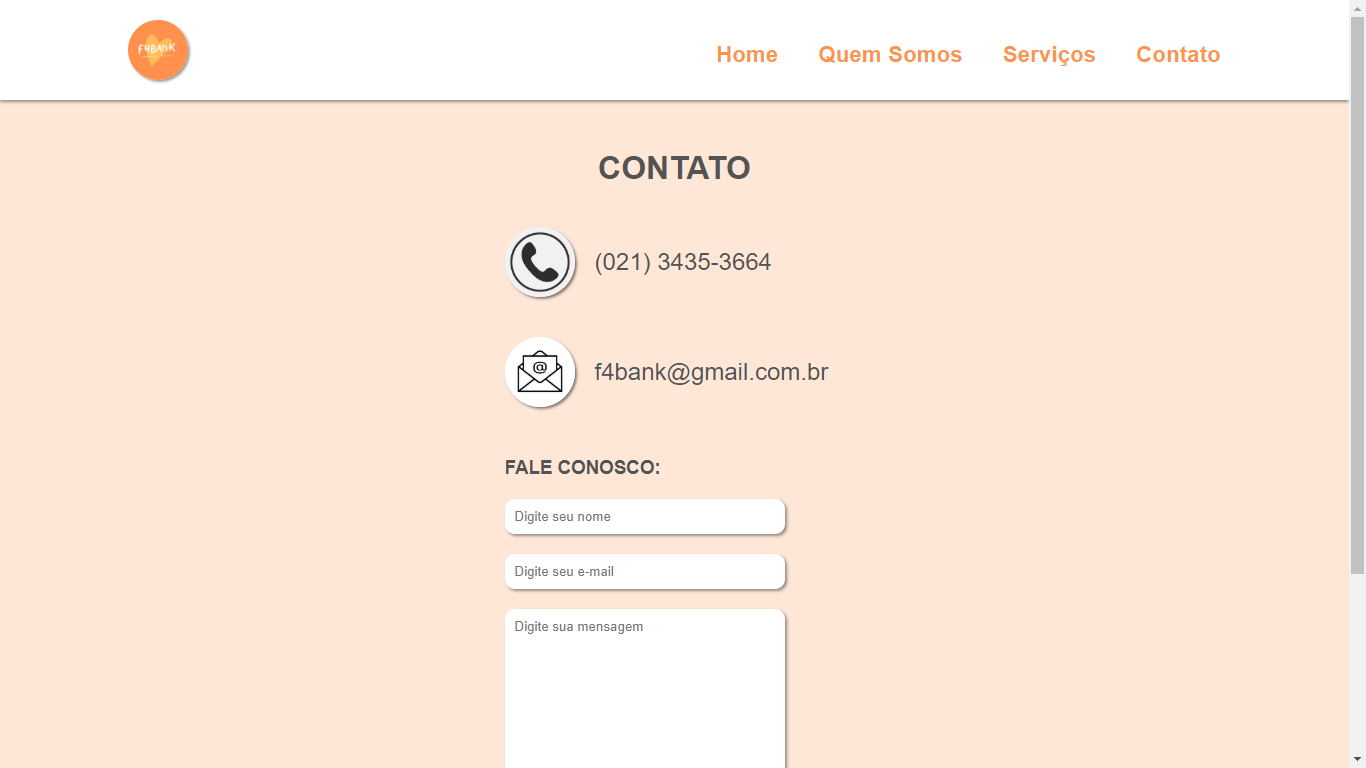 F4BANK
Home Quem Somos Serviços Contato
CONTATO
(021) 3435-3664
@
f4bank@gmail.com.br
FALE CONOSCO:
Digite seu nome
Digite seu e-mail
Digite sua mensagem